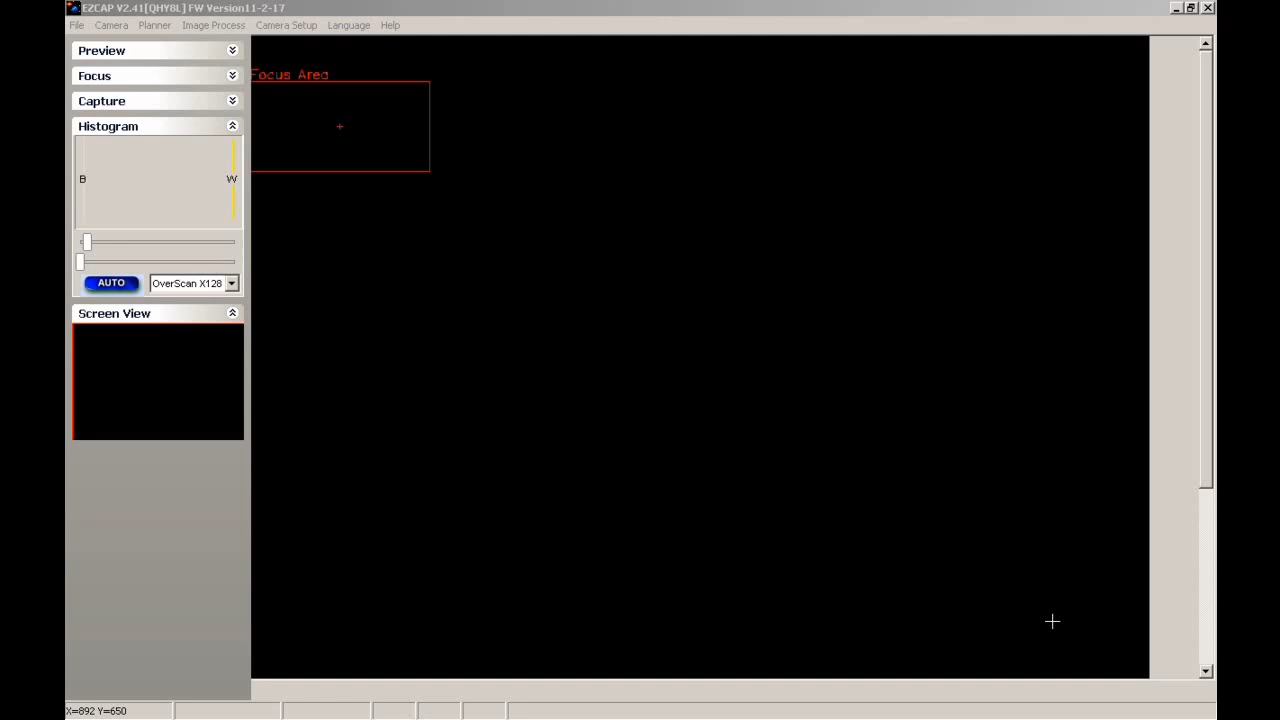 EZCAP V2.41[QHY8L] FW Version11-2-17
File Camera Planner Image Process Camera Setup Language Help
Preview
Focus
Capture
Histogram
B W
AUTO OverScan X128
Screen View
Focus Area
X=892 Y=650